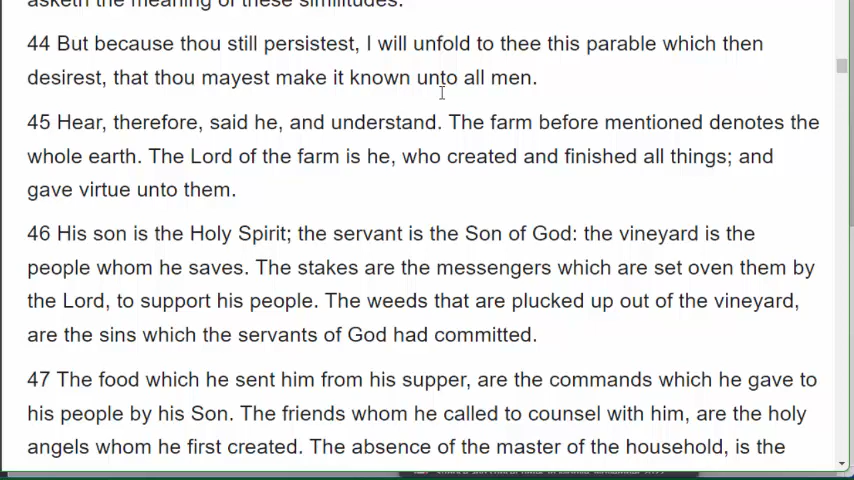 asketh the meaning of these similitudes.
44 But because thou still persistest, I will unfold to thee this parable which then
desirest, that thou mayest make it known unto all men.
45 Hear, therefore, said he, and understand. The farm before mentioned denotes the
whole earth. The Lord of the farm is he, who created and finished all things; and
gave virtue unto them.
46 His son is the Holy Spirit; the servant is the Son of God: the vineyard is the
people whom he saves. The stakes are the messengers which are set oven them by
the Lord, to support his people. The weeds that are plucked up out of the vineyard,
are the sins which the servants of God had committed.
47 The food which he sent him from his supper, are the commands which he gave to
his people by his Son. The friends whom he called to counsel with him, are the holy
angels whom he first created. The absence of the master of the household, is the